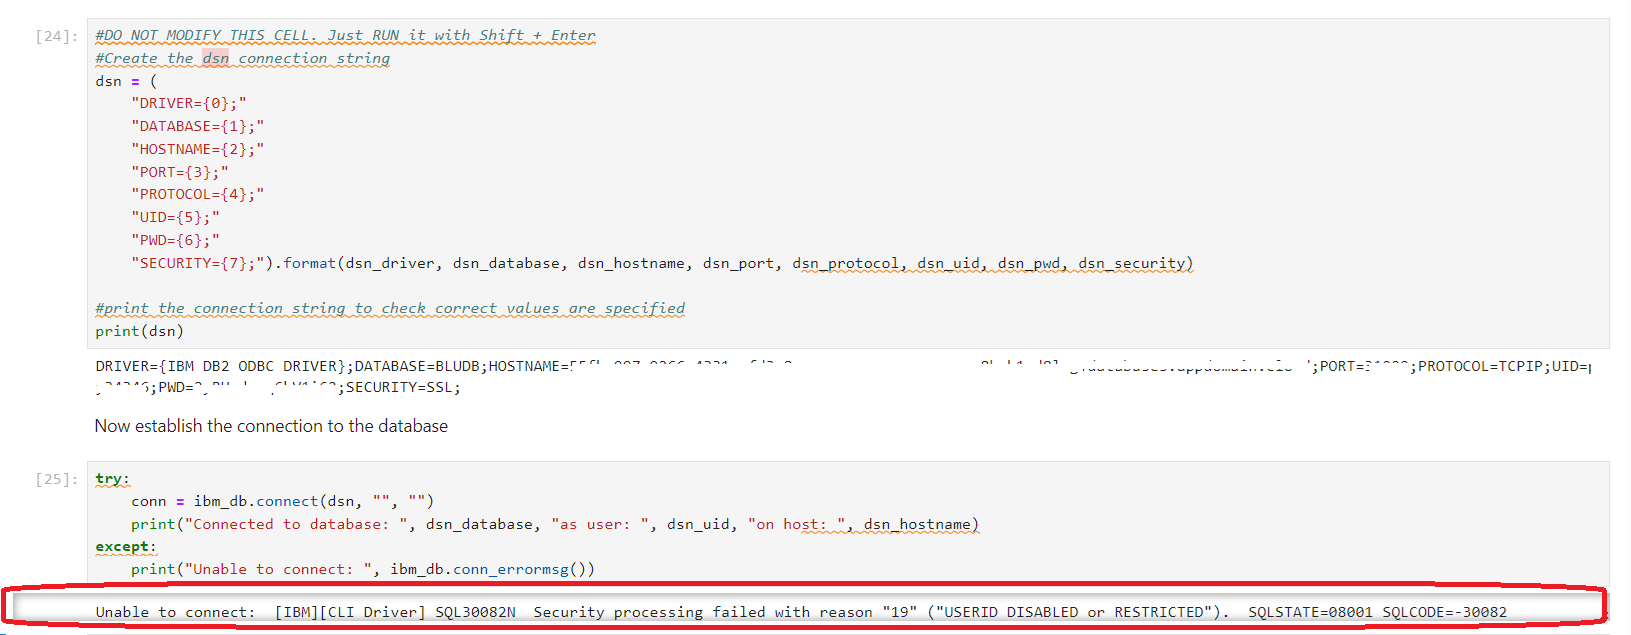 [24]:
#DO NOT MODIFY THIS CELL. Just RUN it with Shift + Enter
#Create the dsn connection string
dsn = (
"DRIVER={0};"
"DATABASE={1};"
"HOSTNAME={2};"
"PORT={3};"
"PROTOCOL={4};"
"UID={5};"
"PWD={6};"
"SECURITY={7};").format(dsn_driver, dsn_database, dsn_hostname, dsn_port, dsn_protocol, dsn_uid, dsn_pwd, dsn_security)
#print the connection string to check correct values are specified
print(dsn)
DRIVER={IBM DB2 ODBC DRIVER};DATABASE=BLUDB;HOSTNAME= ;PORT= ;PROTOCOL=TCPIP;UID=
;PWD= ;SECURITY=SSL;
Now establish the connection to the database
[25]:
try:
conn = ibm_db.connect(dsn, "", "")
print("Connected to database: ", dsn_database, "as user: ", dsn_uid, "on host: ", dsn_hostname)
except:
print("Unable to connect: ", ibm_db.conn_errormsg())
Unable to connect:  [IBM][CLI Driver] SQL30082N  Security processing failed with reason "19" ("USERID DISABLED or RESTRICTED").  SQLSTATE=08001 SQLCODE=-30082